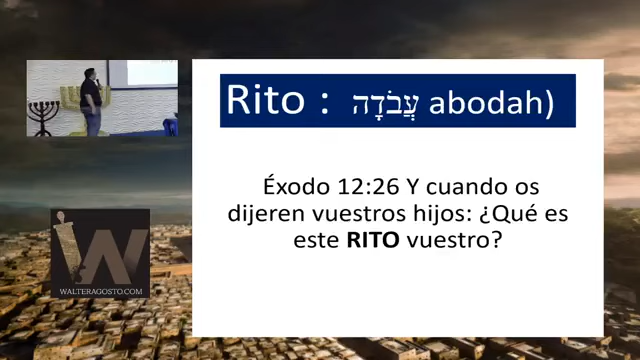 Rito : עֲבֹדָה abodah)
Éxodo 12:26 Y cuando os
dijeren vuestros hijos: ¿Qué es
este RITO vuestro?
W
WALTERAGOSTO.COM